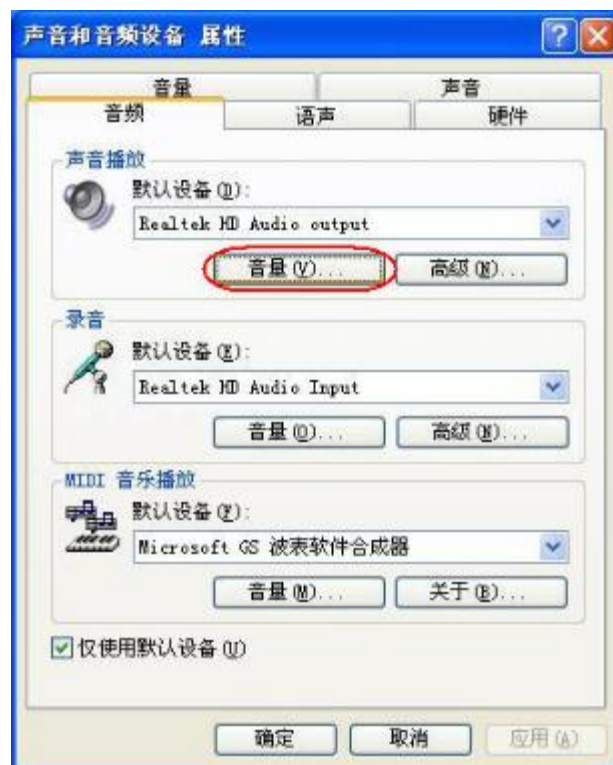 声音和音频设备 属性
音量 声音
音频 语声 硬件
声音播放
默认设备(D):
Realtek HD Audio output
音量(V)... 高级(N)...
录音
默认设备(E):
Realtek HD Audio Input
音量(O)... 高级(N)...
MIDI 音乐播放
默认设备(F):
Microsoft GS 波表软件合成器
音量(M)... 关于(B)...
仅使用默认设备(U)
确定 取消 应用(A)